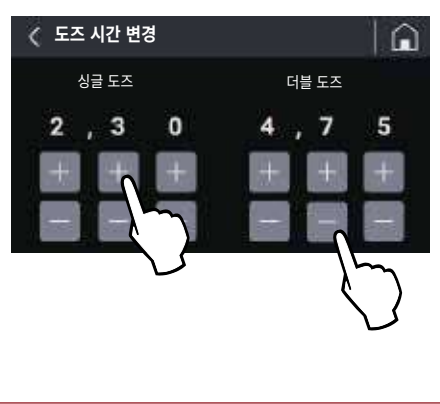 도즈 시간 변경
싱글 도즈 더블 도즈
2 , 3 0 4 , 7 5
+ + + + + +
− − − − − −